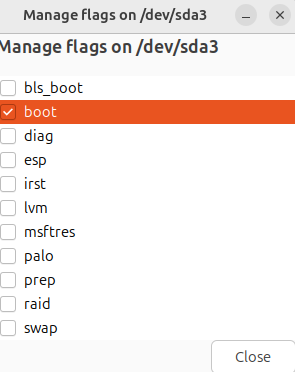 Manage flags on /dev/sda3
Manage flags on /dev/sda3
bls_boot
boot
diag
esp
irst
lvm
msftres
palo
prep
raid
swap
Close